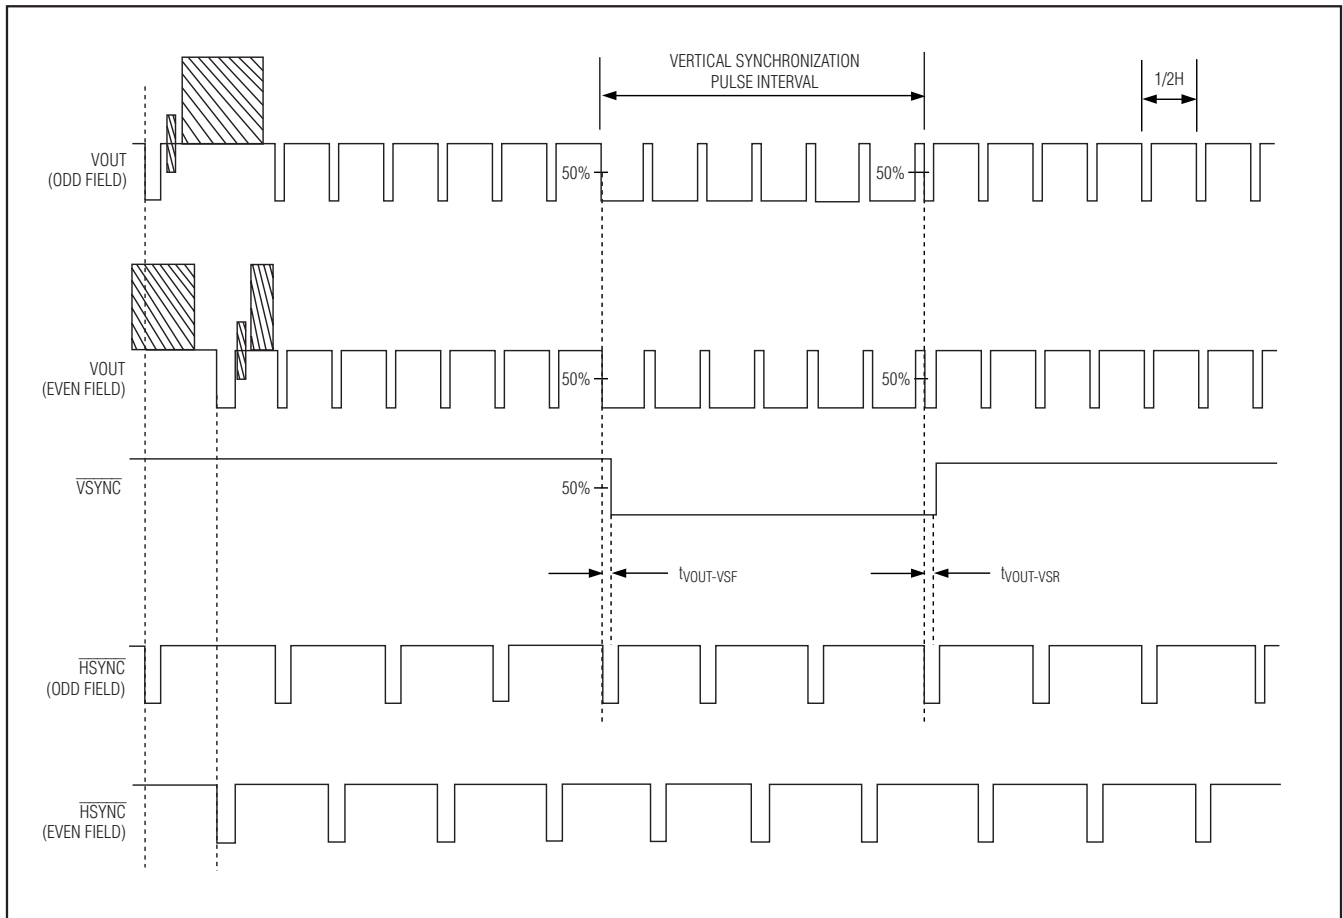 VERTICAL SYNCHRONIZATION
PULSE INTERVAL
1/2H
VOUT
(ODD FIELD)
50%
50%
VOUT
(EVEN FIELD)
50%
50%
VSYNC
50%
tVOUT-VSF
tVOUT-VSR
HSYNC
(ODD FIELD)
HSYNC
(EVEN FIELD)